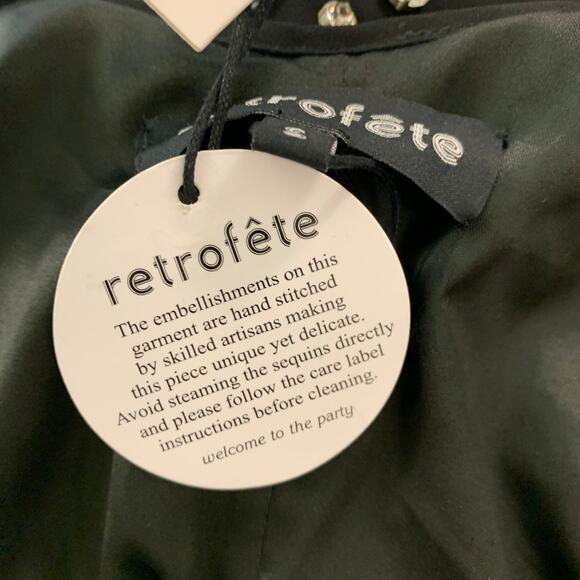 rofête
S
retrofête
The embellishments on this
garment are hand stitched
by skilled artisans making
this piece unique yet delicate.
Avoid steaming the sequins directly
and please follow the care label
instructions before cleaning.
welcome to the party